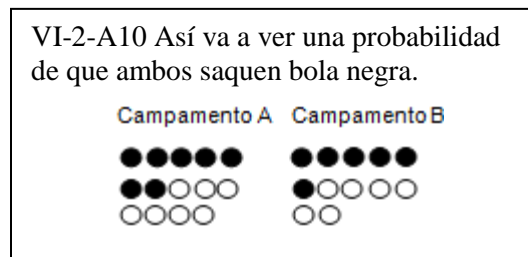 VI-2-A10 Así va a ver una probabilidad
de que ambos saquen bola negra.
Campamento A Campamento B